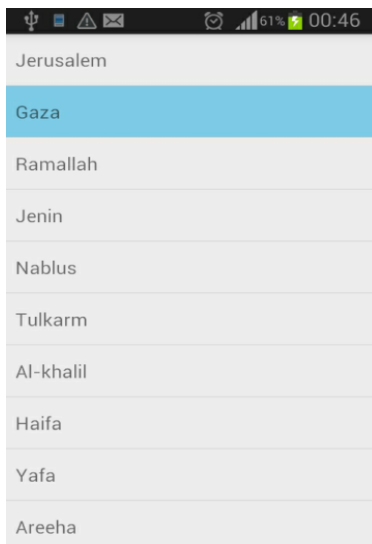 61% 00:46
Jerusalem
Gaza
Ramallah
Jenin
Nablus
Tulkarm
Al-khalil
Haifa
Yafa
Areeha